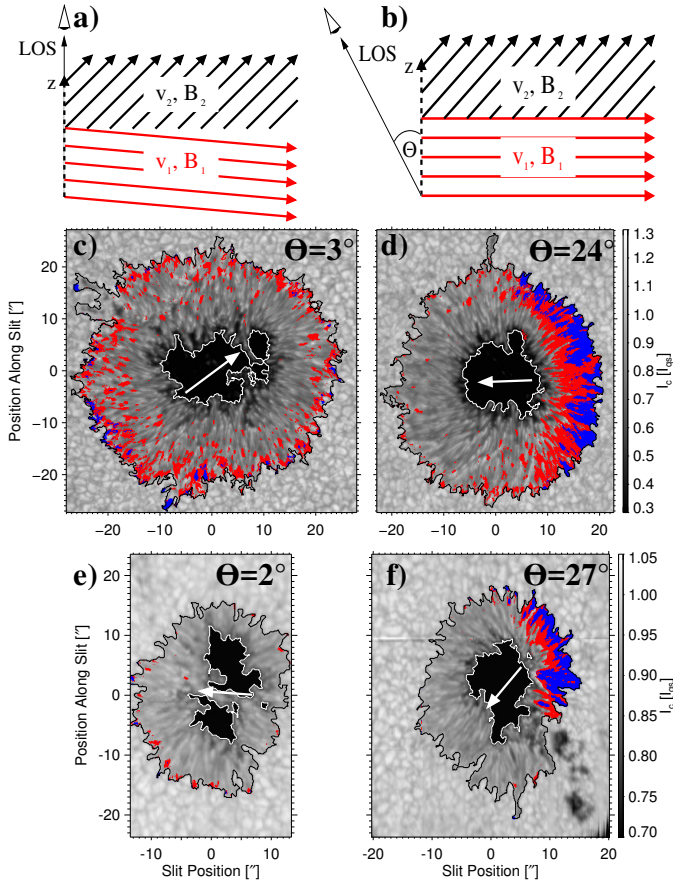 a)
LOS
z
v2, B2
v1, B1
b)
LOS
z
v2, B2
Θ
v1, B1
c)
Θ=3°
d)
Θ=24°
20
10
0
−10
−20
Position Along Slit [″]
−20 −10 0 10 20
−20 −10 0 10 20
1.3
1.2
1.1
1.0
0.9
0.8
0.7
0.6
0.5
0.4
0.3
Ic [Iqs]
e)
Θ=2°
f)
Θ=27°
20
10
0
−10
−20
Position Along Slit [″]
−10 0 10
Slit Position [″]
−20 −10 0 10 20
Slit Position [″]
1.05
1.00
0.95
0.90
0.85
0.80
0.75
0.70
Ic [Iqs]